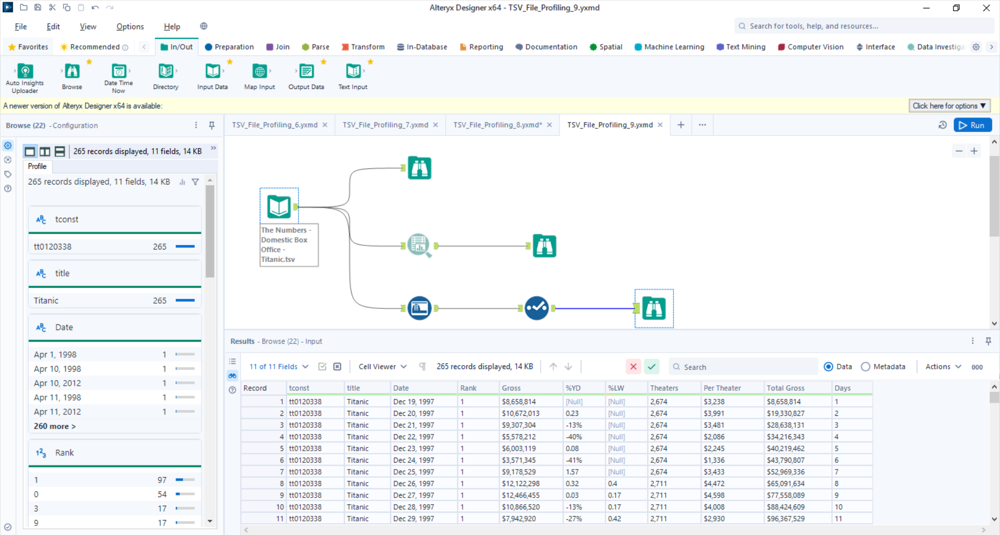 Alteryx Designer x64 - TSV_File_Profiling_9.yxmd
File Edit View Options Help
Search for tools, help, and resources...
Favorites Recommended In/Out Preparation Join Parse Transform In-Database Reporting Documentation Spatial Machine Learning Text Mining Computer Vision Interface Data Investiga
Auto Insights Uploader
Browse
Date Time Now
Directory
Input Data
Map Input
Output Data
Text Input
A newer version of Alteryx Designer x64 is available:
Click here for options ▼
Browse (22) - Configuration
TSV_File_Profiling_6.yxmd TSV_File_Profiling_7.yxmd TSV_File_Profiling_8.yxmd* TSV_File_Profiling_9.yxmd
Run
265 records displayed, 11 fields, 14 KB
Profile
265 records displayed, 11 fields, 14 KB
ABC tconst
tt0120338 265
ABC title
Titanic 265
ABC Date
Apr 1, 1998 1
Apr 10, 1998 1
Apr 10, 2012 1
Apr 11, 1998 1
Apr 11, 2012 1
260 more >
123 Rank
1 97
0 54
3 17
9 17
The Numbers -
Domestic Box
Office -
Titanic.tsv
Results - Browse (22) - Input
11 of 11 Fields Cell Viewer 265 records displayed, 14 KB Search Data Metadata Actions 000
Record tconst title Date Rank Gross %YD %LW Theaters Per Theater Total Gross Days
1 tt0120338 Titanic Dec 19, 1997 1 $8,658,814 [Null] [Null] 2,674 $3,238 $8,658,814 1
2 tt0120338 Titanic Dec 20, 1997 1 $10,672,013 0.23 [Null] 2,674 $3,991 $19,330,827 2
3 tt0120338 Titanic Dec 21, 1997 1 $9,307,304 -13% [Null] 2,674 $3,481 $28,638,131 3
4 tt0120338 Titanic Dec 22, 1997 1 $5,578,212 -40% [Null] 2,674 $2,086 $34,216,343 4
5 tt0120338 Titanic Dec 23, 1997 1 $6,003,119 0.08 [Null] 2,674 $2,245 $40,219,462 5
6 tt0120338 Titanic Dec 24, 1997 1 $3,571,345 -41% [Null] 2,674 $1,336 $43,790,807 6
7 tt0120338 Titanic Dec 25, 1997 1 $9,178,529 1.57 [Null] 2,674 $3,433 $52,969,336 7
8 tt0120338 Titanic Dec 26, 1997 1 $12,122,298 0.32 0.4 2,711 $4,472 $65,091,634 8
9 tt0120338 Titanic Dec 27, 1997 1 $12,466,455 0.03 0.17 2,711 $4,598 $77,558,089 9
10 tt0120338 Titanic Dec 28, 1997 1 $10,866,520 -13% 0.17 2,711 $4,008 $88,424,609 10
11 tt0120338 Titanic Dec 29, 1997 1 $7,942,920 -27% 0.42 2,711 $2,930 $96,367,529 11